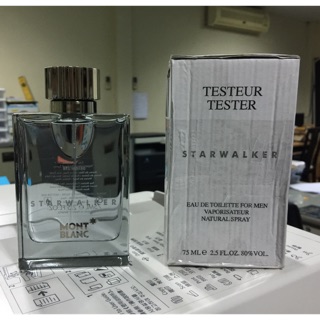 STARWALKER
MONT
BLANC
TESTEUR
TESTER
STARWALKER
EAU DE TOILETTE FOR MEN
VAPORISATEUR
NATURAL SPRAY
75 ML ℮ 2.5 FL.OZ. 80% VOL.